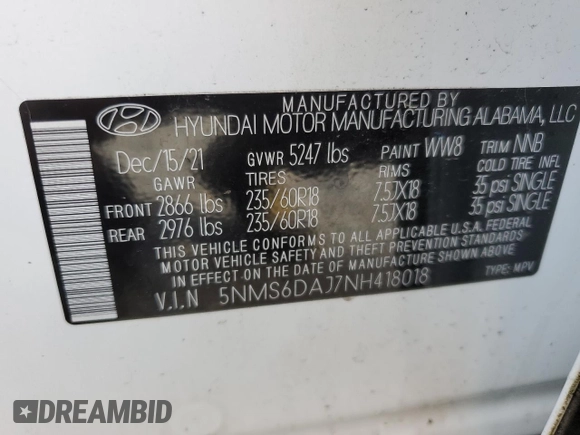 MANUFACTURED BY
HYUNDAI MOTOR MANUFACTURING ALABAMA, LLC
Dec/15/21 GVWR 5247 lbs PAINT WW8 TRIM NNB
GAWR TIRES RIMS COLD TIRE INFL
FRONT 2866 lbs 235/60R18 7.5JX18 35 psi SINGLE
REAR 2976 lbs 235/60R18 7.5JX18 35 psi SINGLE
THIS VEHICLE CONFORMS TO ALL APPLICABLE U.S.A. FEDERAL
MOTOR VEHICLE SAFETY AND THEFT PREVENTION STANDARDS
IN EFFECT ON THE DATE OF MANUFACTURE SHOWN ABOVE
V.I.N 5NMS6DAJ7NH418018 TYPE: MPV
DREAMBID